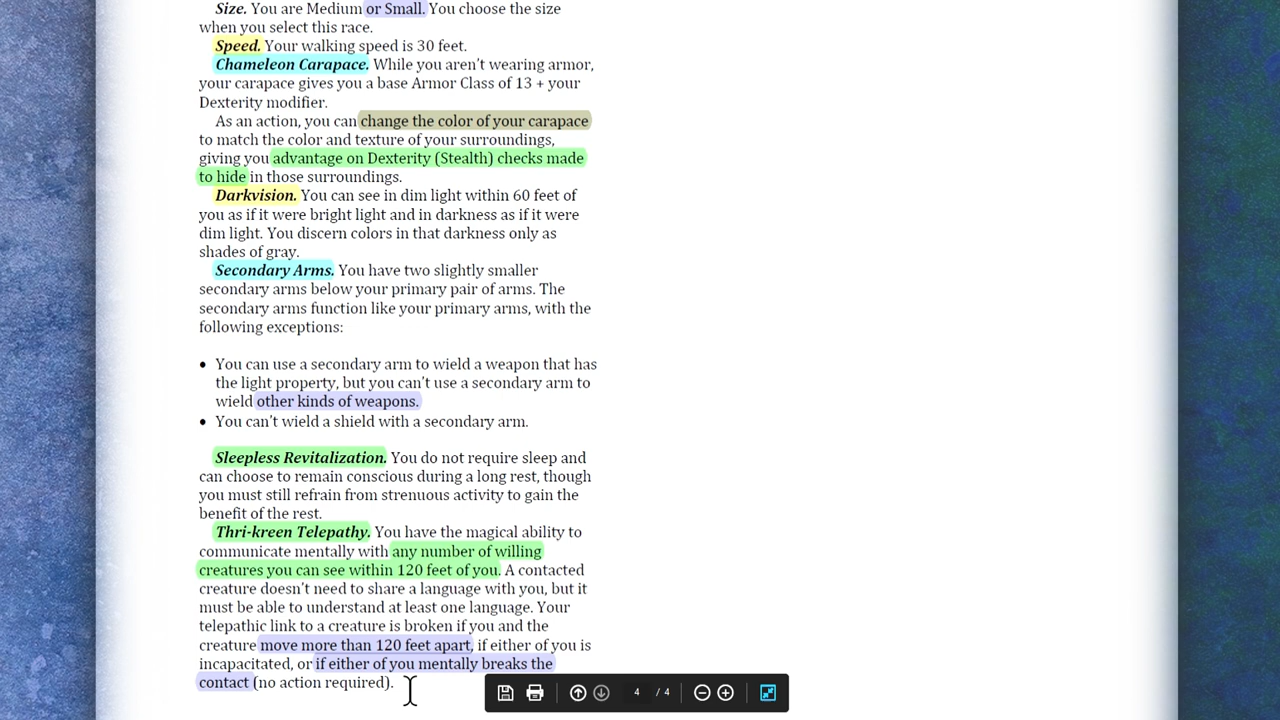 Size. You are Medium or Small. You choose the size
when you select this race.
Speed. Your walking speed is 30 feet.
Chameleon Carapace. While you aren't wearing armor,
your carapace gives you a base Armor Class of 13 + your
Dexterity modifier.
As an action, you can change the color of your carapace
to match the color and texture of your surroundings,
giving you advantage on Dexterity (Stealth) checks made
to hide in those surroundings.
Darkvision. You can see in dim light within 60 feet of
you as if it were bright light and in darkness as if it were
dim light. You discern colors in that darkness only as
shades of gray.
Secondary Arms. You have two slightly smaller
secondary arms below your primary pair of arms. The
secondary arms function like your primary arms, with the
following exceptions:
• You can use a secondary arm to wield a weapon that has
the light property, but you can't use a secondary arm to
wield other kinds of weapons.
• You can't wield a shield with a secondary arm.
Sleepless Revitalization. You do not require sleep and
can choose to remain conscious during a long rest, though
you must still refrain from strenuous activity to gain the
benefit of the rest.
Thri-kreen Telepathy. You have the magical ability to
communicate mentally with any number of willing
creatures you can see within 120 feet of you. A contacted
creature doesn't need to share a language with you, but it
must be able to understand at least one language. Your
telepathic link to a creature is broken if you and the
creature move more than 120 feet apart, if either of you is
incapacitated, or if either of you mentally breaks the
contact (no action required).
4 / 4